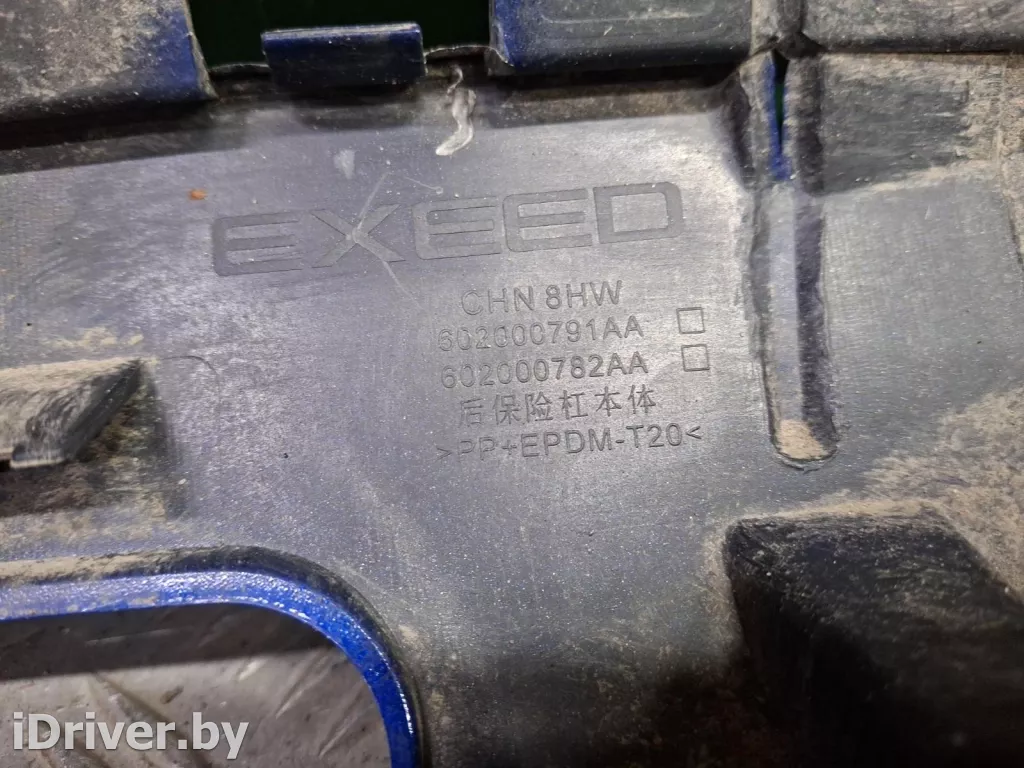 EXEED
CHN 8HW
602000791AA
602000782AA
后保险杠本体
>PP+EPDM-T20<
iDriver.by